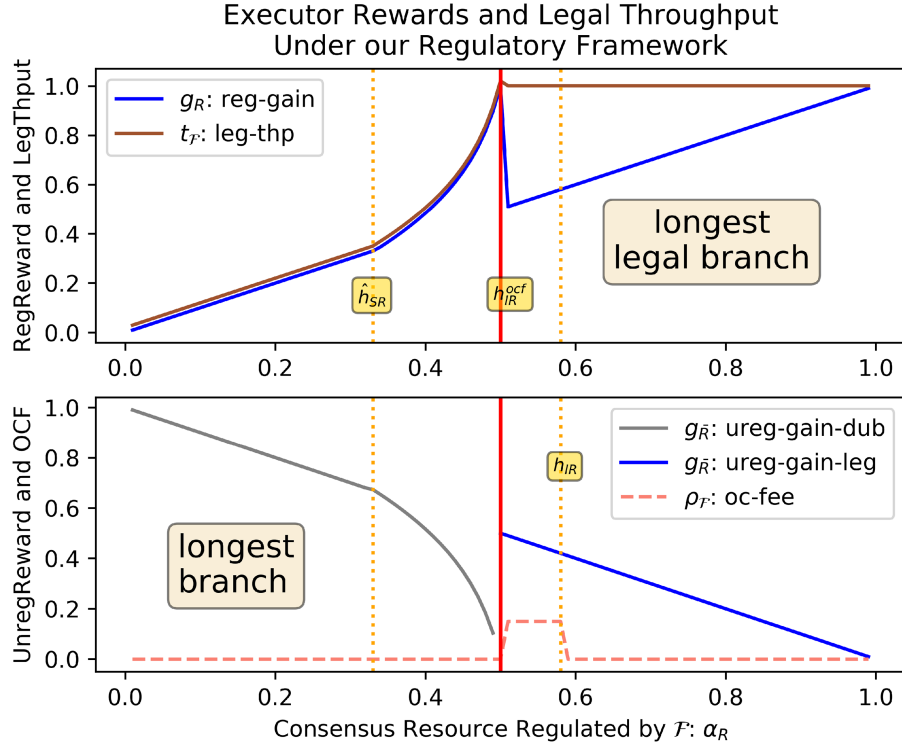 Executor Rewards and Legal Throughput
Under our Regulatory Framework
RegReward and LegThput
1.0
0.8
0.6
0.4
0.2
0.0
g_R: reg-gain
t_𝓕: leg-thp
longest
legal branch
ĥ_SR
h_IR^ocf
0.0 0.2 0.4 0.6 0.8 1.0
UnregReward and OCF
1.0
0.8
0.6
0.4
0.2
0.0
g_R̄: ureg-gain-dub
g_R̄: ureg-gain-leg
ρ_𝓕: oc-fee
h_IR
longest
branch
0.0 0.2 0.4 0.6 0.8 1.0
Consensus Resource Regulated by 𝓕: α_R